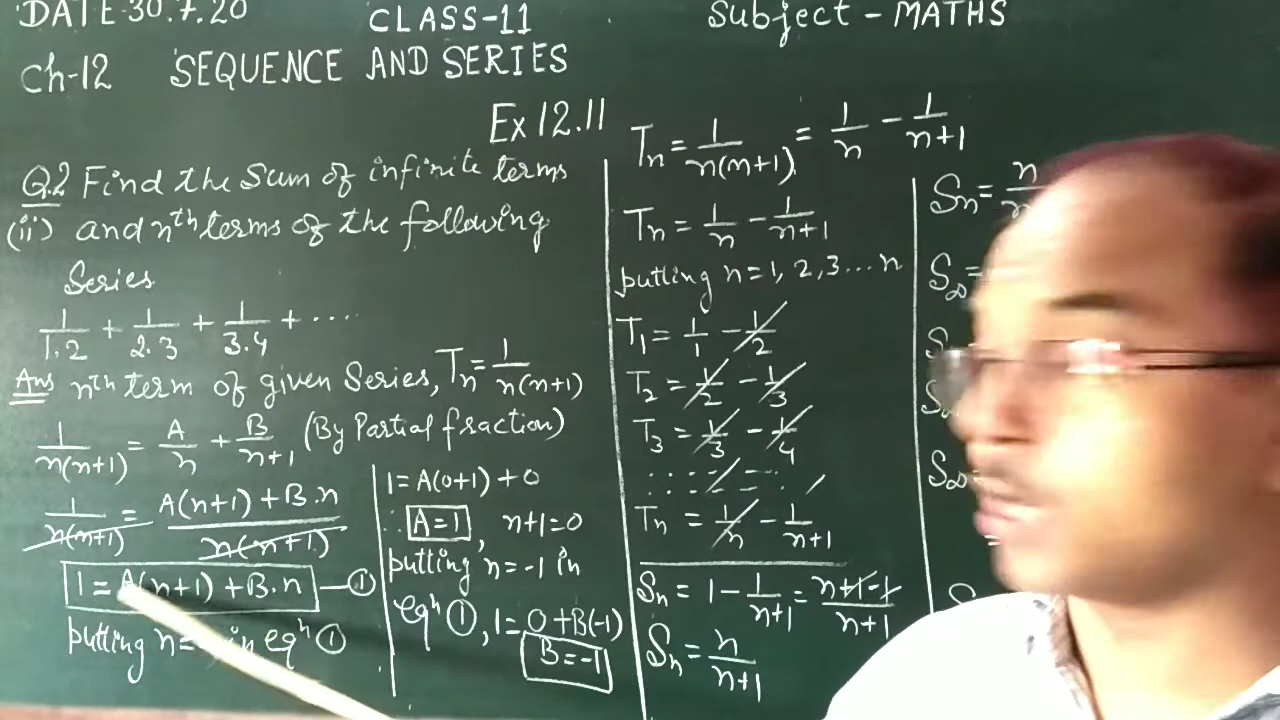 DATE-30.7.20 CLASS-11 Subject - MATHS
Ch-12 SEQUENCE AND SERIES
Ex 12.11
Q.2 Find the Sum of infinite terms
(ii) and nth terms of the following
Series
1/1.2 + 1/2.3 + 1/3.4 + ....
Ans nth term of given Series, Tn = 1/n(n+1)
1/n(n+1) = A/n + B/n+1 (By Partial fraction)
1/n(n+1) = A(n+1) + B.n / n(n+1)
1 = A(n+1) + B.n — ①
putting n= in eqn ①
1 = A(0+1) + 0
∴ A=1, n+1=0
putting n = -1 in
eqn ①, 1 = 0 + B(-1)
B = -1
Tn = 1/n(n+1) = 1/n - 1/n+1
Tn = 1/n - 1/n+1
putting n = 1, 2, 3 ... n
T1 = 1/1 - 1/2
T2 = 1/2 - 1/3
T3 = 1/3 - 1/4
Tn = 1/n - 1/n+1
Sn = 1 - 1/n+1 = n+1-1/n+1
Sn = n/n+1
Sn = n/
S∞ =